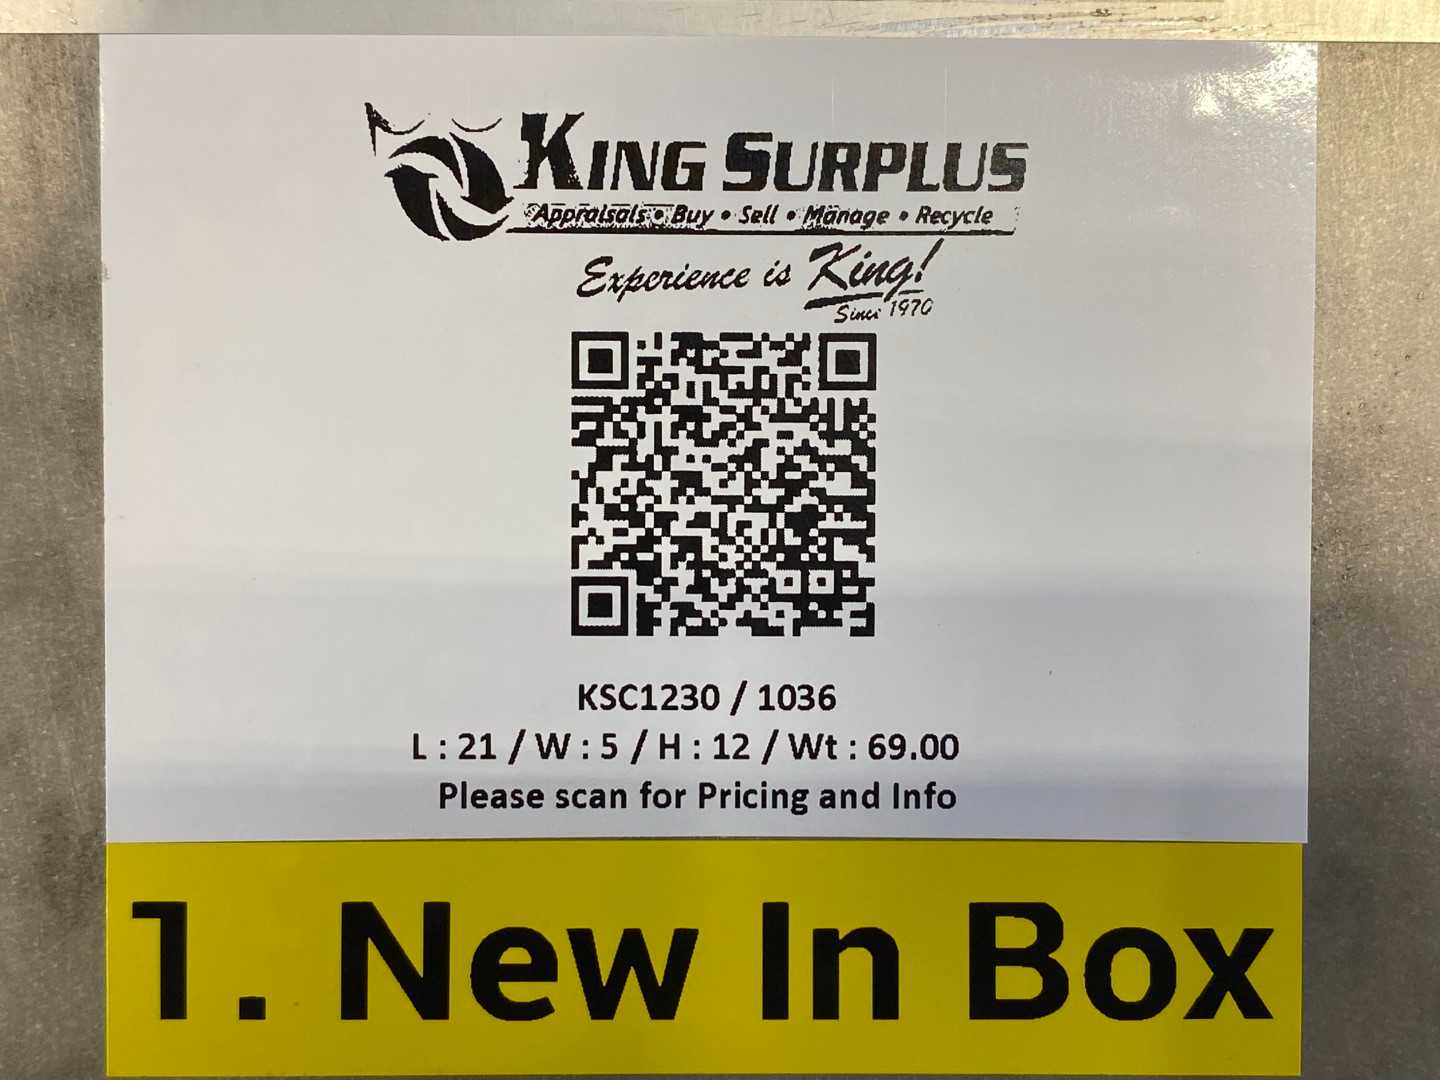 KING SURPLUS
Appraisals • Buy • Sell • Manage • Recycle
Experience is King!
Since 1970
KSC1230 / 1036
L : 21 / W : 5 / H : 12 / Wt : 69.00
Please scan for Pricing and Info
1. New In Box